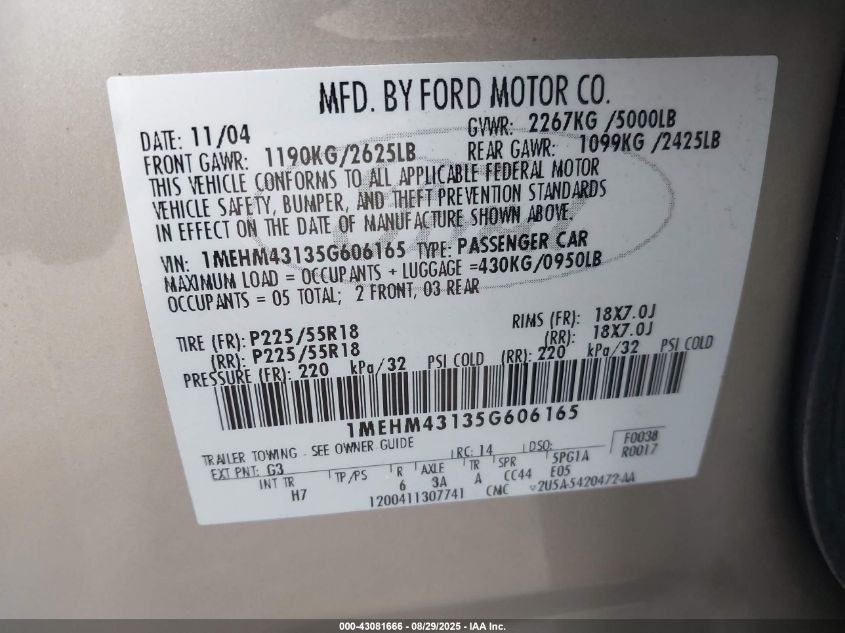 MFD. BY FORD MOTOR CO.
DATE: 11/04 GVWR: 2267KG /5000LB
FRONT GAWR: 1190KG/2625LB REAR GAWR: 1099KG /2425LB
THIS VEHICLE CONFORMS TO ALL APPLICABLE FEDERAL MOTOR
VEHICLE SAFETY, BUMPER, AND THEFT PREVENTION STANDARDS
IN EFFECT ON THE DATE OF MANUFACTURE SHOWN ABOVE.
VIN: 1MEHM43135G606165 TYPE: PASSENGER CAR
MAXIMUM LOAD = OCCUPANTS + LUGGAGE =430KG/0950LB
OCCUPANTS = 05 TOTAL; 2 FRONT, 03 REAR
TIRE (FR): P225/55R18 RIMS (FR): 18X7.0J
(RR): P225/55R18 (RR): 18X7.0J
PRESSURE (FR): 220 kPa/32 PSI COLD (RR): 220 kPa/32 PSI COLD
1MEHM43135G606165
TRAILER TOWING - SEE OWNER GUIDE F0038
EXT PNT: G3 RC: 14 DSO: R0017
INT TR TP/PS R AXLE TR SPR 5PG1A
H7 6 3A A CC44 E05
1200411307741 CMC 2U5A-5420472-AA
000-43081666 - 08/29/2025 - IAA Inc.